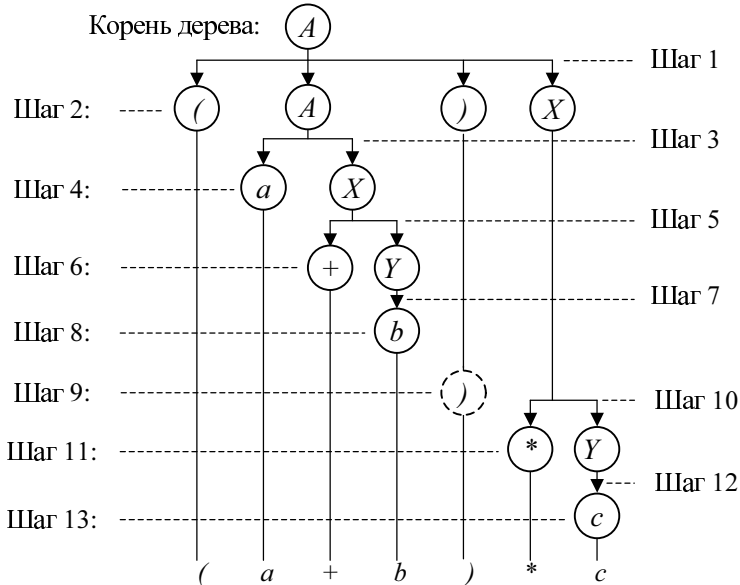 Корень дерева: A
Шаг 1
Шаг 2: ( A ) X
Шаг 3
Шаг 4: a X
Шаг 5
Шаг 6: + Y
Шаг 7
Шаг 8: b
Шаг 9: )
Шаг 10
Шаг 11: * Y
Шаг 12
Шаг 13: c
( a + b ) * c